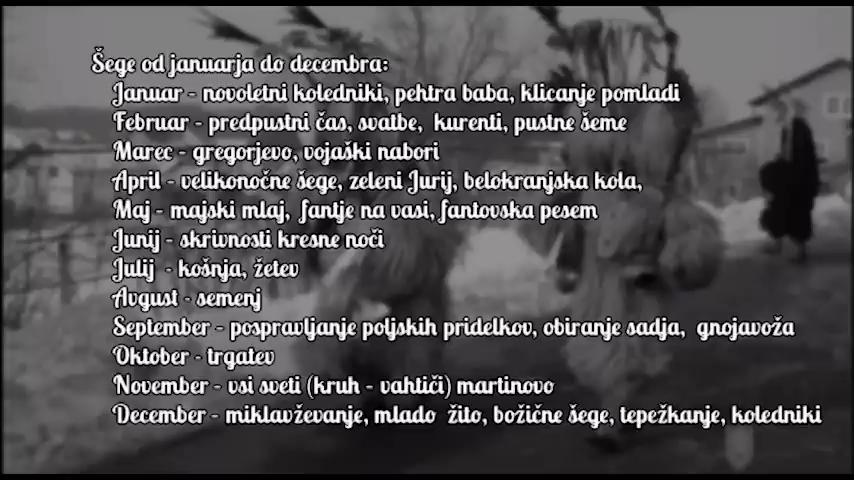 Šege od januarja do decembra:
Januar - novoletni koledniki, pehtra baba, klicanje pomladi
Februar - predpustni čas, svatbe, kurenti, pustne šeme
Marec - gregorjevo, vojaški nabori
April - velikonočne šege, zeleni Jurij, belokranjska kola,
Maj - majski mlaj, fantje na vasi, fantovska pesem
Junij - skrivnosti kresne noči
Julij - košnja, žetev
Avgust - semenj
September - pospravljanje poljskih pridelkov, obiranje sadja, gnojavoža
Oktober - trgatev
November - vsi sveti (kruh - vahtiči) martinovo
December - miklavževanje, mlado žito, božične šege, tepežkanje, koledniki